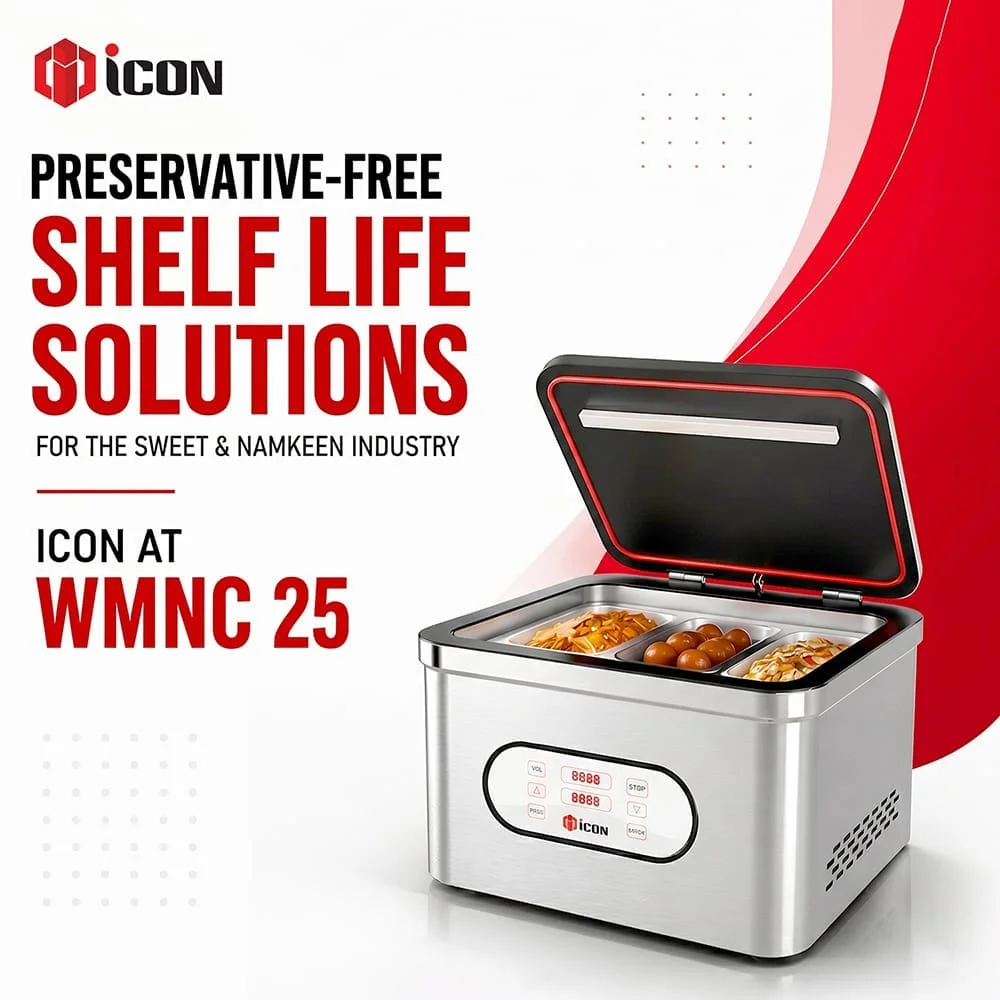 iCON
PRESERVATIVE-FREE
SHELF LIFE
SOLUTIONS
FOR THE SWEET & NAMKEEN INDUSTRY
ICON AT
WMNC 25
VOL
8888
STOP
8888
PROG
iCON